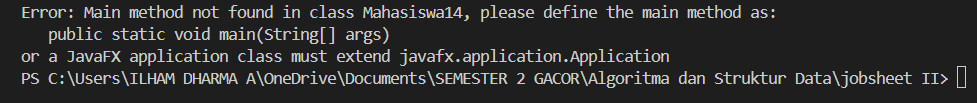 Error: Main method not found in class Mahasiswa14, please define the main method as:
   public static void main(String[] args)
or a JavaFX application class must extend javafx.application.Application
PS C:\Users\ILHAM DHARMA A\OneDrive\Documents\SEMESTER 2 GACOR\Algoritma dan Struktur Data\jobsheet II>